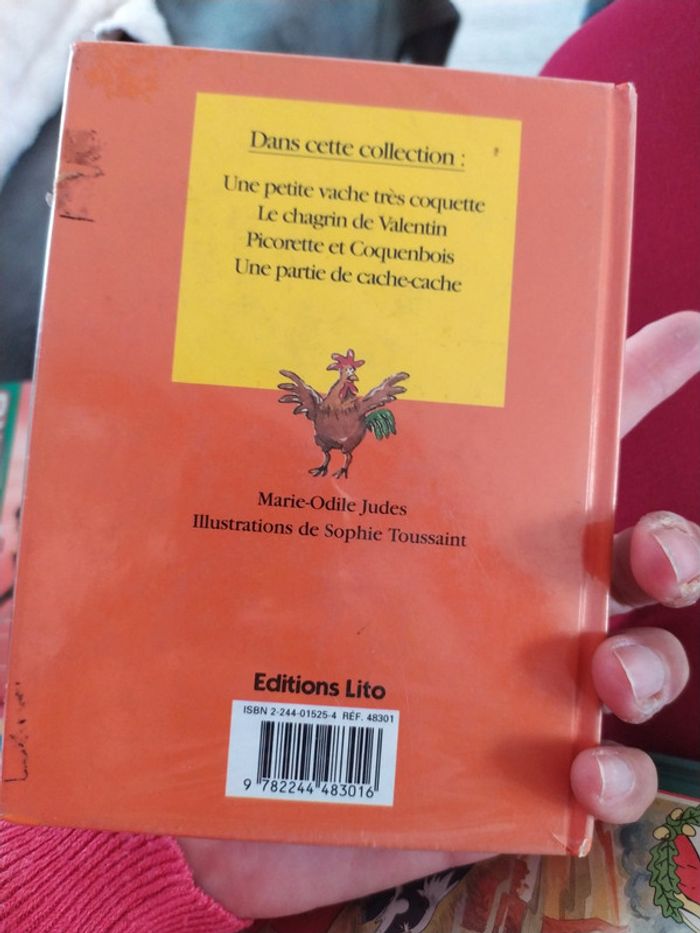 Dans cette collection :
Une petite vache très coquette
Le chagrin de Valentin
Picorette et Coquenbois
Une partie de cache-cache
Marie-Odile Judes
Illustrations de Sophie Toussaint
Editions Lito
ISBN 2-244-01525-4 RÉF. 48301
9 782244 483016